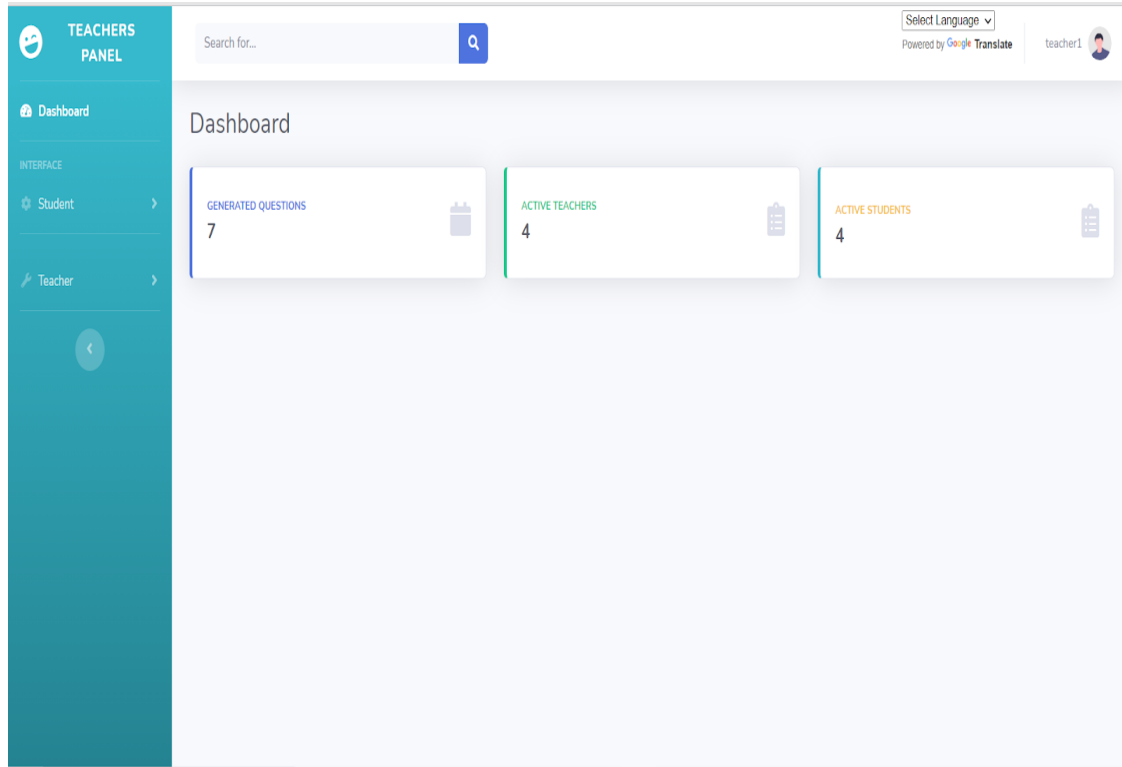 TEACHERS
PANEL
Search for...
Select Language
Powered by Google Translate
teacher1
Dashboard
Dashboard
INTERFACE
Student
Teacher
GENERATED QUESTIONS
7
ACTIVE TEACHERS
4
ACTIVE STUDENTS
4